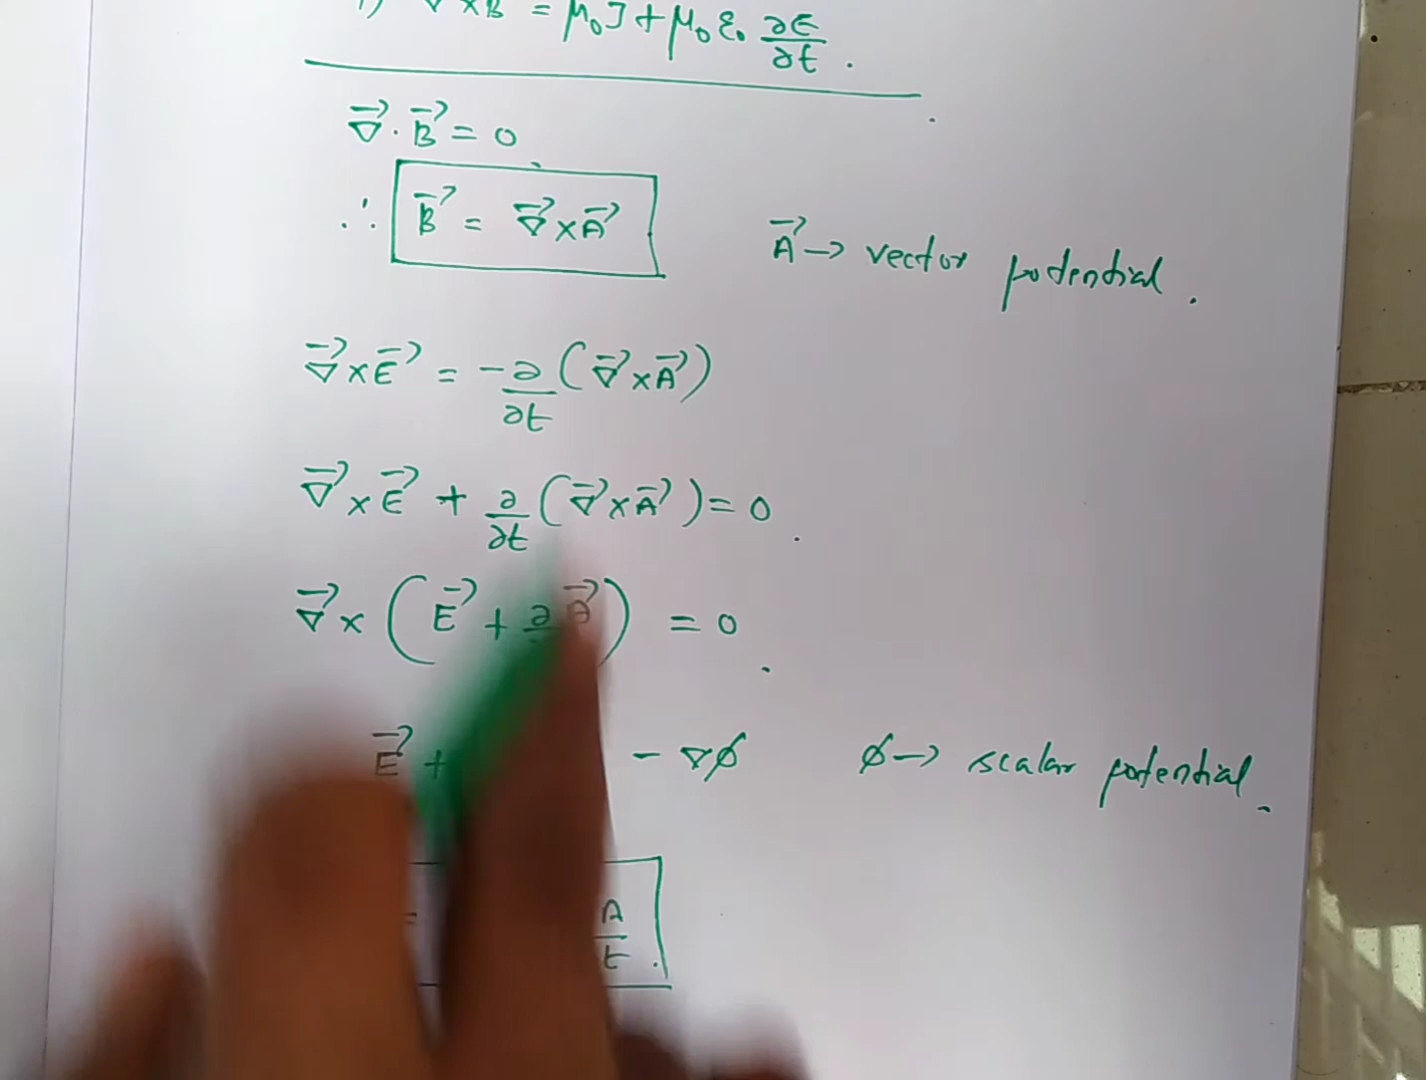 ∇×B = μ₀J + μ₀ε₀ ∂E/∂t .
∇⃗·B⃗ = 0
∴ B⃗ = ∇⃗×A⃗ A⃗ → vector potential .
∇⃗×E⃗ = -∂/∂t (∇⃗×A⃗)
∇⃗×E⃗ + ∂/∂t (∇⃗×A⃗) = 0 .
∇⃗×(E⃗ + ∂ A⃗) = 0 .
E⃗ + - ∇φ φ → scalar potential .
= A/t .